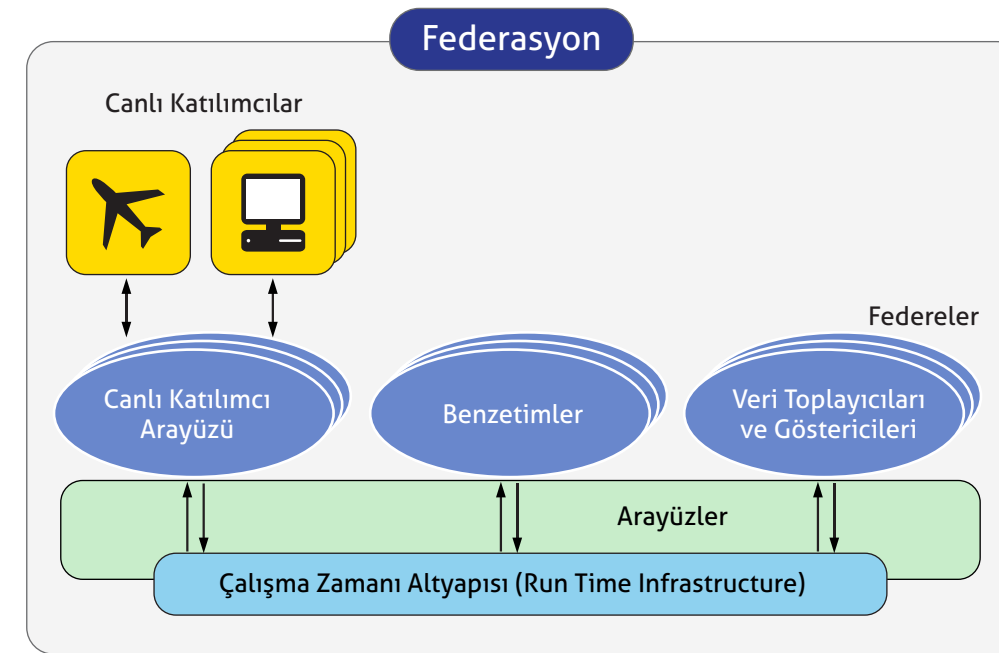 Federasyon
Canlı Katılımcılar
Federeler
Canlı Katılımcı
Arayüzü
Benzetimler
Veri Toplayıcıları
ve Göstericileri
Arayüzler
Çalışma Zamanı Altyapısı (Run Time Infrastructure)